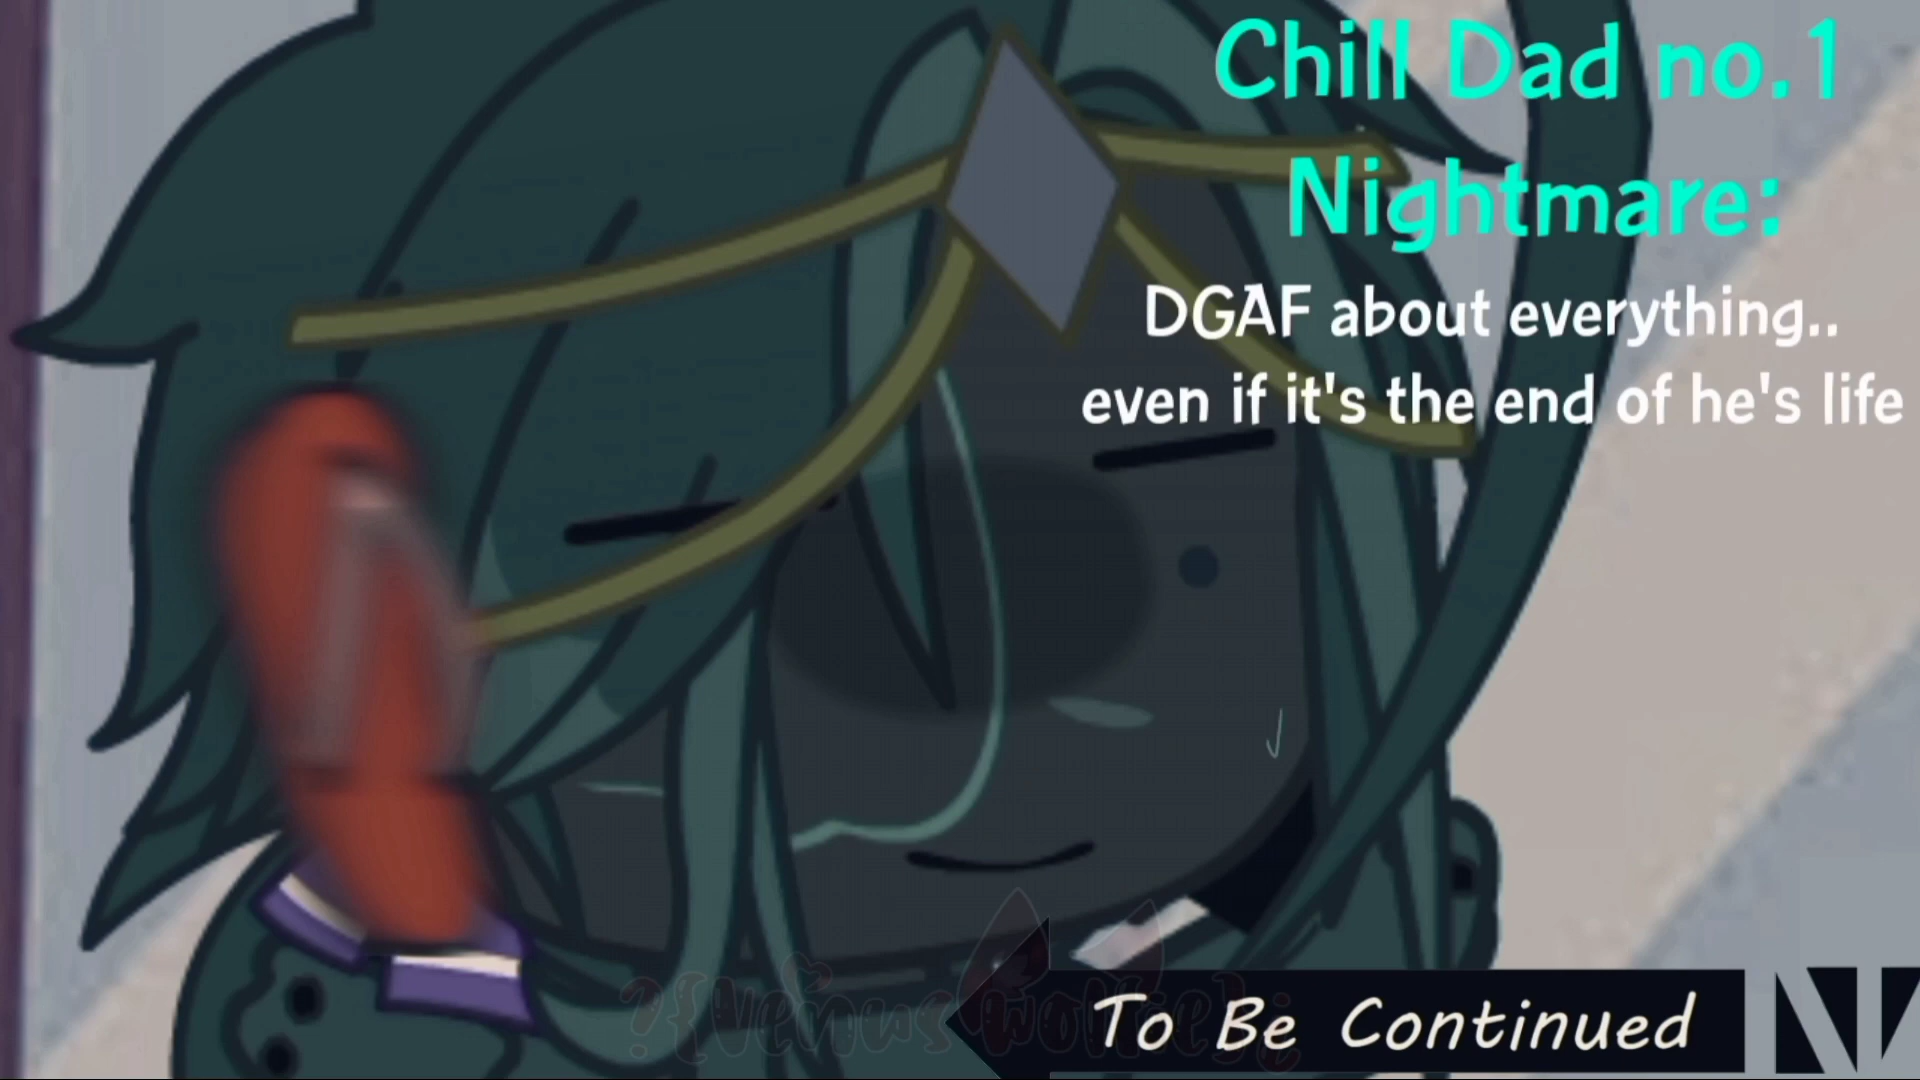 Chill Dad no.1
Nightmare:
DGAF about everything..
even if it's the end of he's life
To Be Continued